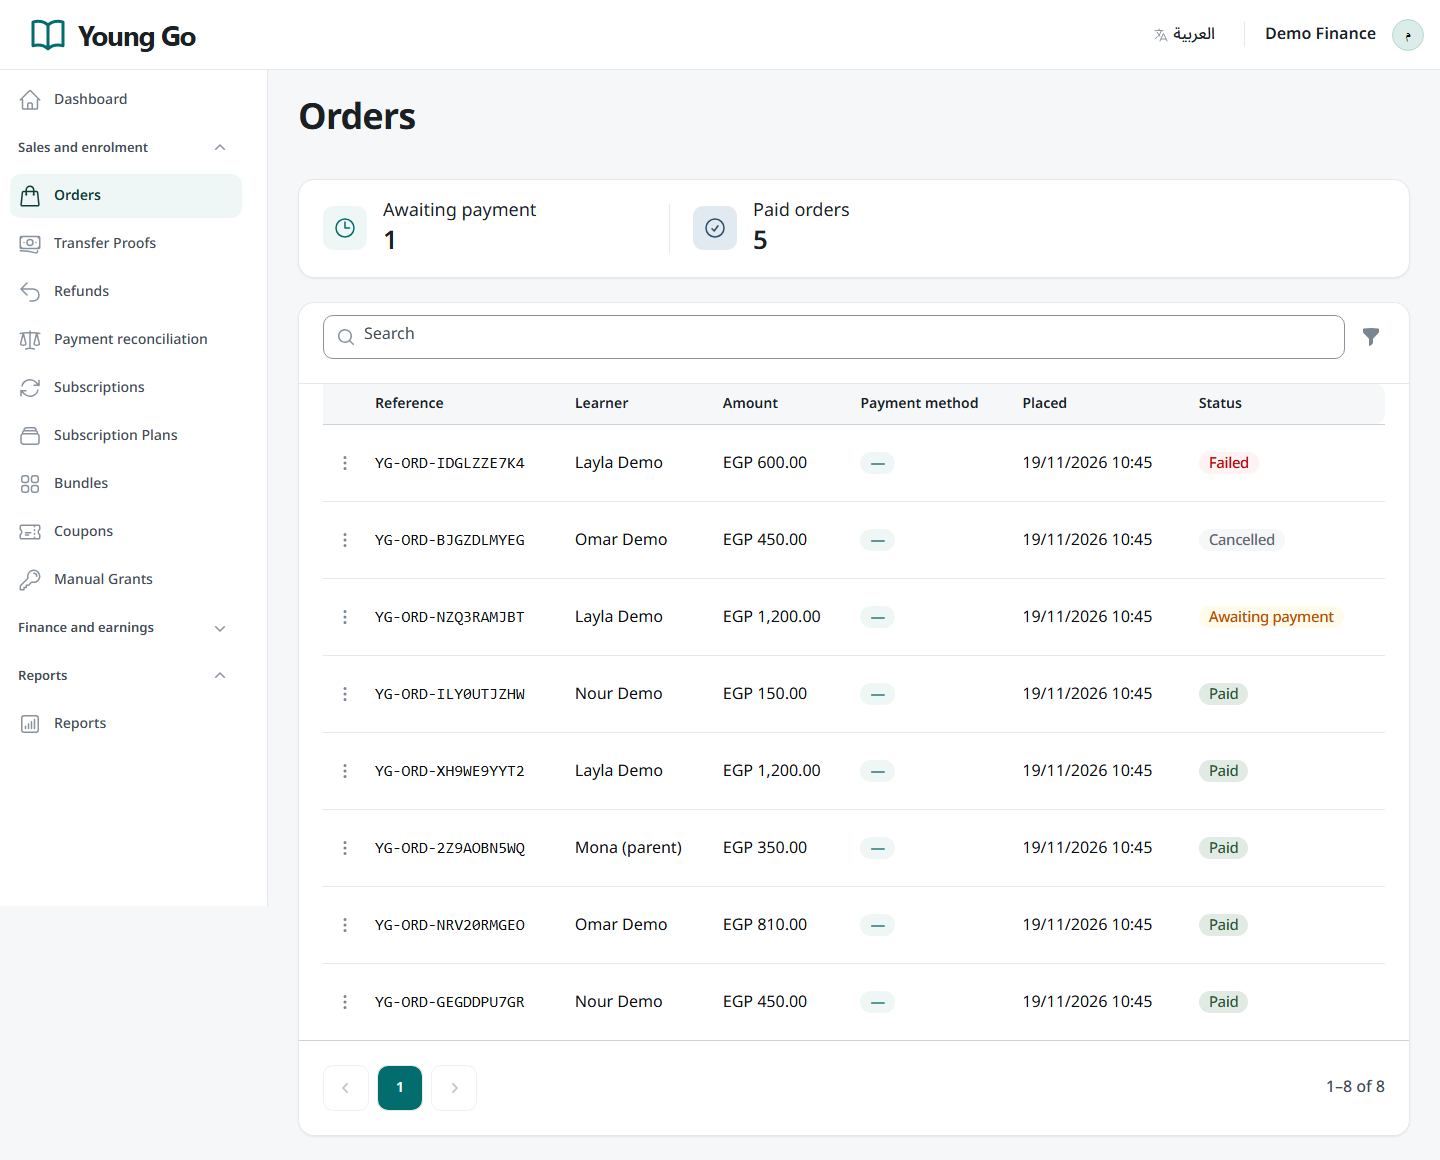 Young Go
العربية
Demo Finance
م
Dashboard
Sales and enrolment
Orders
Transfer Proofs
Refunds
Payment reconciliation
Subscriptions
Subscription Plans
Bundles
Coupons
Manual Grants
Finance and earnings
Reports
Reports
Orders
Awaiting payment
1
Paid orders
5
Search
Reference Learner Amount Payment method Placed Status
YG-ORD-IDGLZZE7K4 Layla Demo EGP 600.00 — 19/11/2026 10:45 Failed
YG-ORD-BJGZDLMYEG Omar Demo EGP 450.00 — 19/11/2026 10:45 Cancelled
YG-ORD-NZQ3RAMJBT Layla Demo EGP 1,200.00 — 19/11/2026 10:45 Awaiting payment
YG-ORD-ILY0UTJZHW Nour Demo EGP 150.00 — 19/11/2026 10:45 Paid
YG-ORD-XH9WE9YYT2 Layla Demo EGP 1,200.00 — 19/11/2026 10:45 Paid
YG-ORD-2Z9AOBN5WQ Mona (parent) EGP 350.00 — 19/11/2026 10:45 Paid
YG-ORD-NRV20RMGEO Omar Demo EGP 810.00 — 19/11/2026 10:45 Paid
YG-ORD-GEGDDPU7GR Nour Demo EGP 450.00 — 19/11/2026 10:45 Paid
1
1–8 of 8